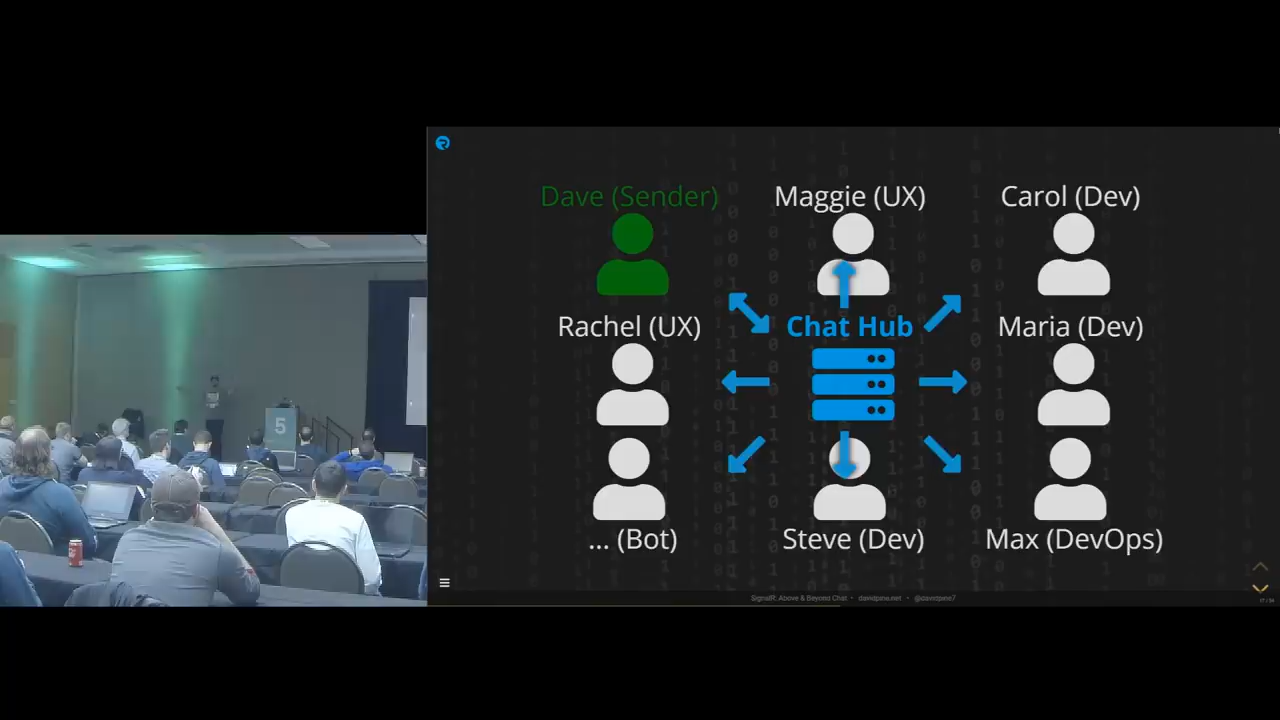 Dave (Sender)
Maggie (UX)
Carol (Dev)
Rachel (UX)
Chat Hub
Maria (Dev)
... (Bot)
Steve (Dev)
Max (DevOps)
SignalR: Above & Beyond Chat • davidpine.net • @davidpine7
5